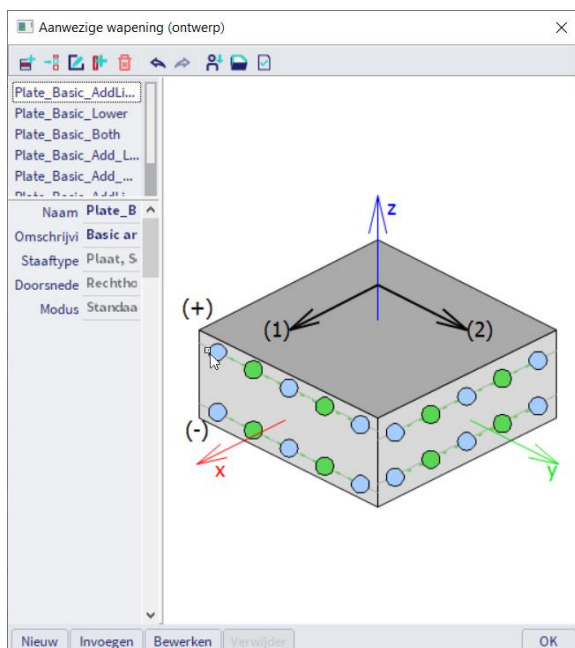 Aanwezige wapening (ontwerp)
Plate_Basic_AddLi...
Plate_Basic_Lower
Plate_Basic_Both
Plate_Basic_Add_L...
Plate_Basic_Add_...
Naam Plate_B
Omschrijvi Basic ar
Staaftype Plaat, S
Doorsnede Rechtho
Modus Standaa
z
(+)
(1)
(2)
(-)
x
y
Nieuw Invoegen Bewerken Verwijder OK